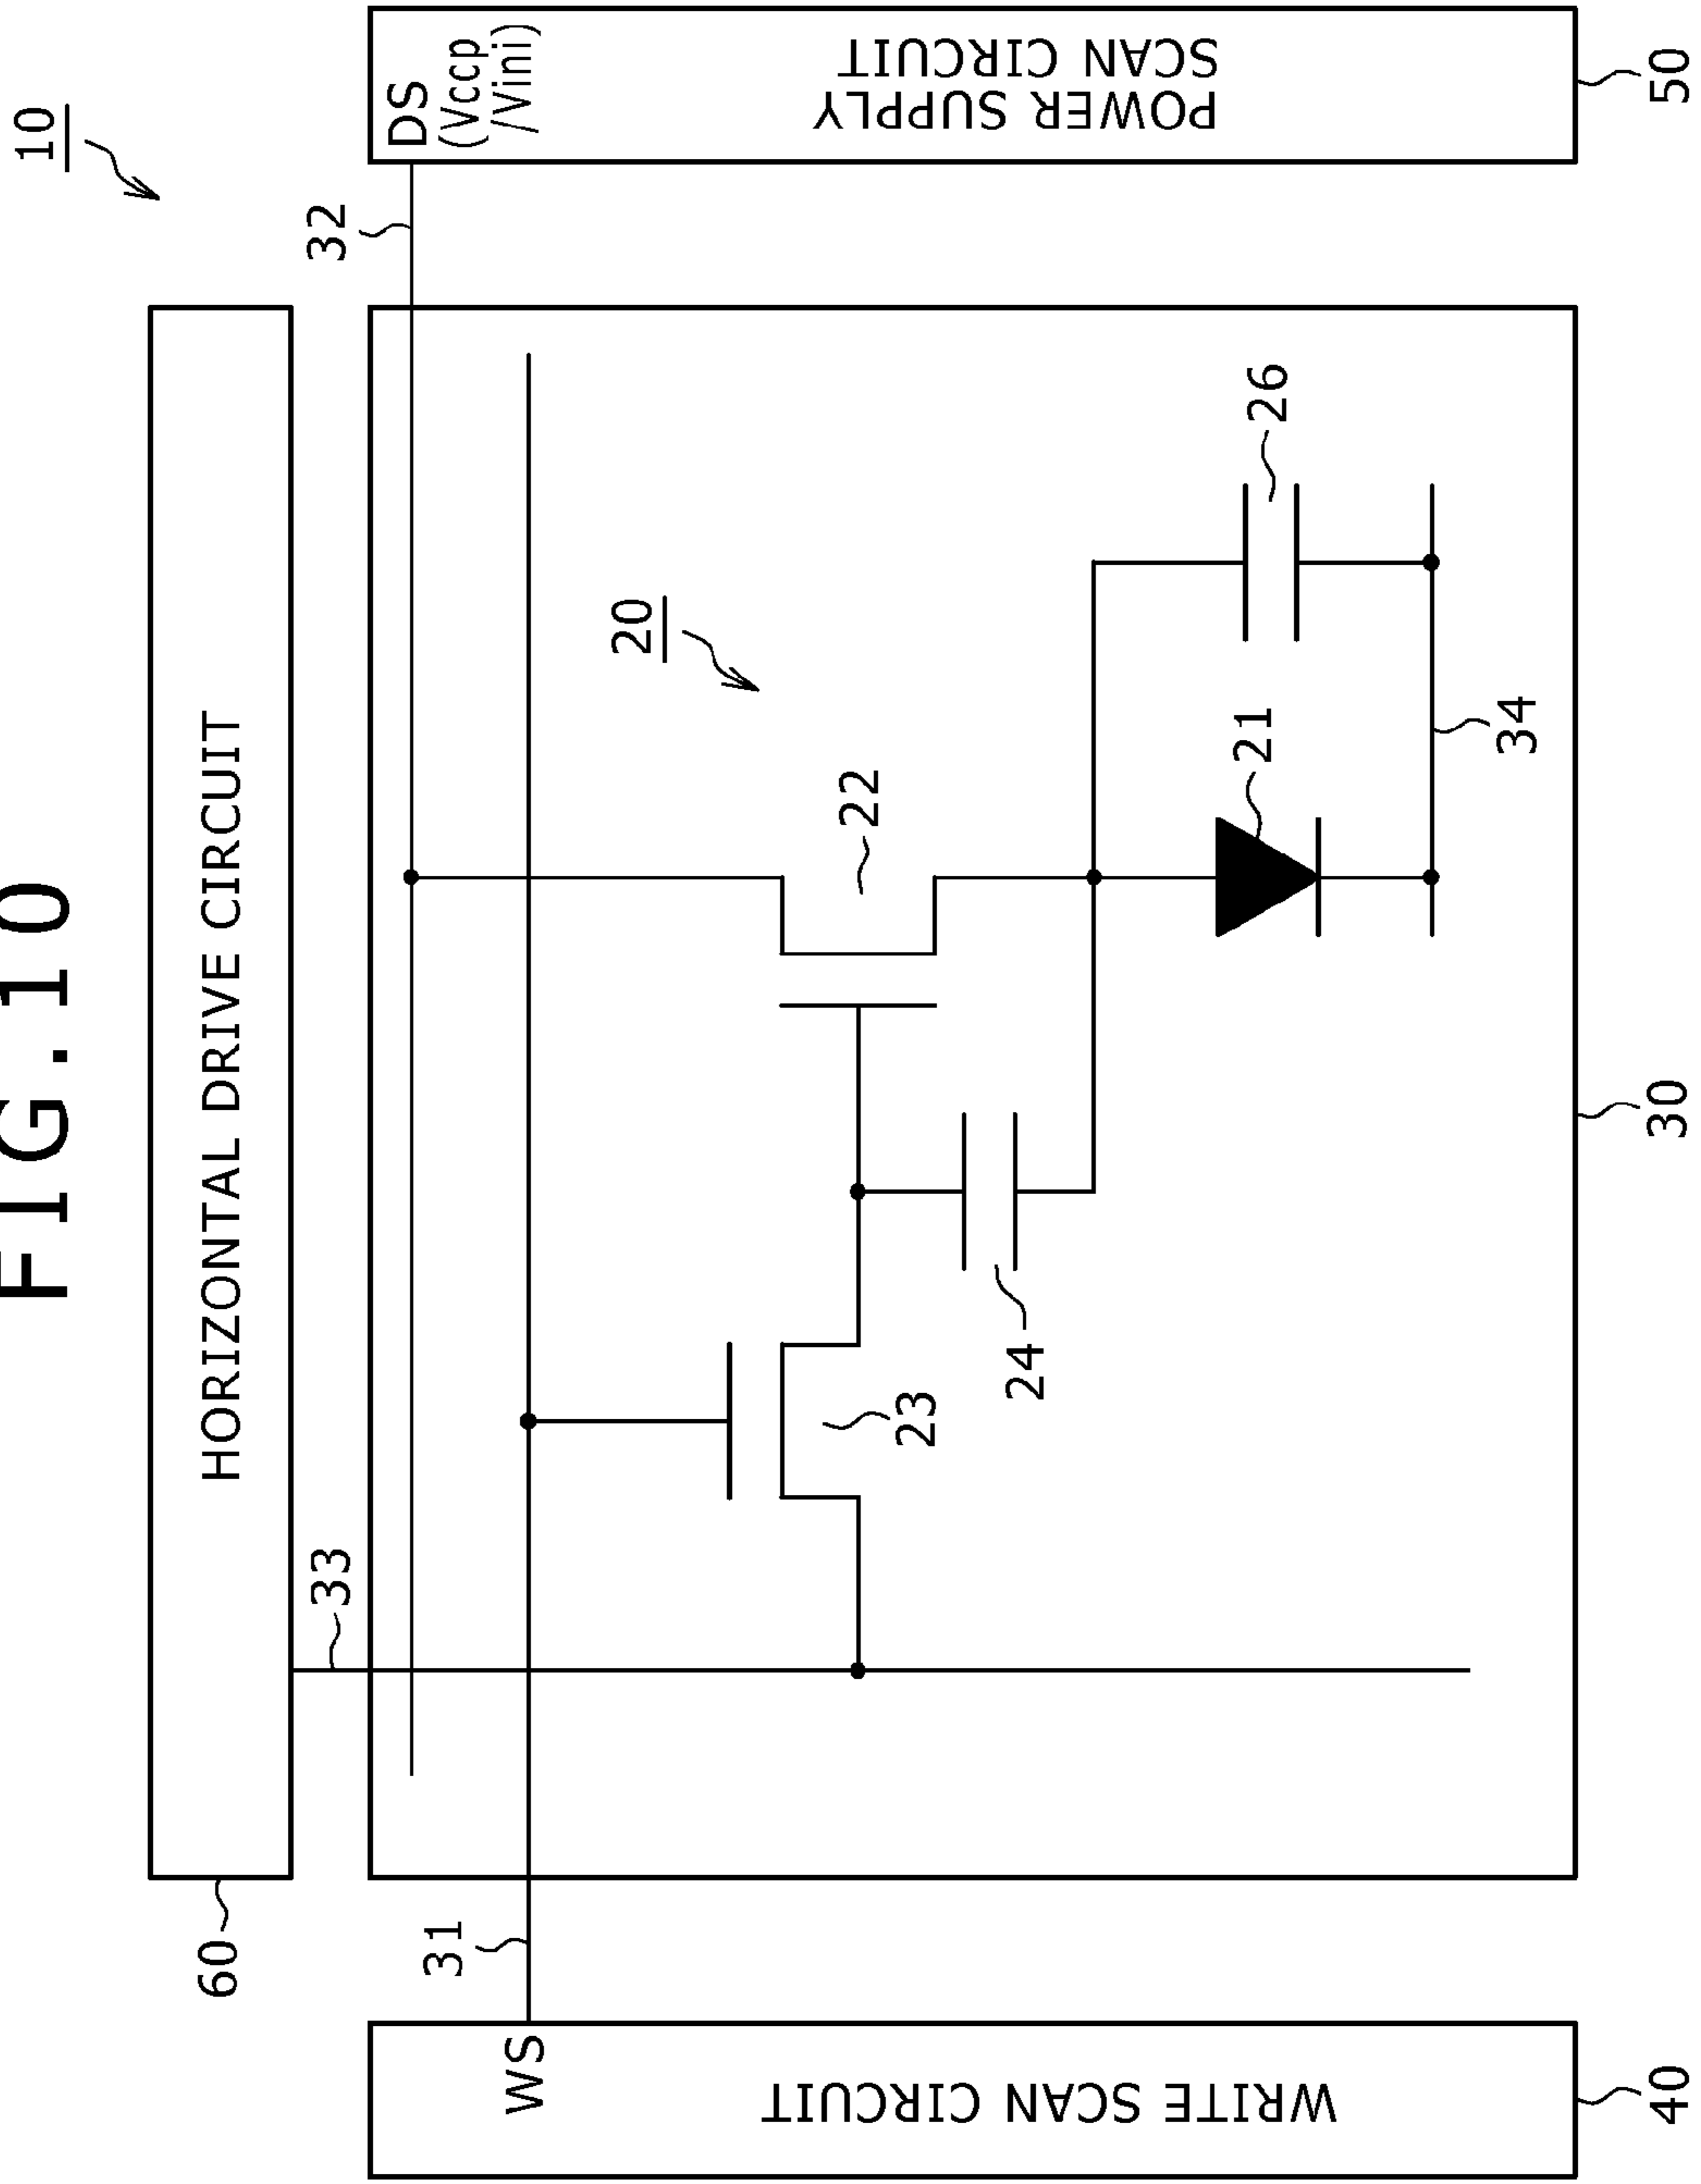 FIG.10
10
60
HORIZONTAL DRIVE CIRCUIT
33
32
31
WS
DS
(Vccp
/Vini)
20
22
23
24
21
26
34
WRITE SCAN CIRCUIT
POWER SUPPLY
SCAN CIRCUIT
40
30
50